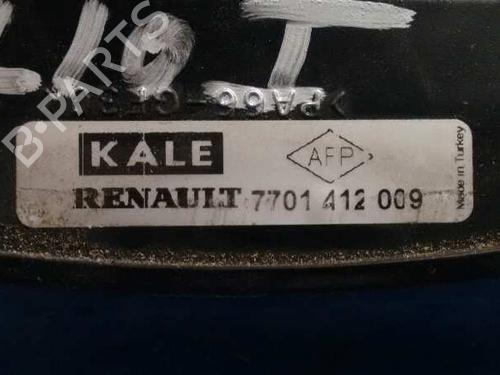 B-PARTS
KALE
AFP
RENAULT 7701 412 009
Made in Turkey